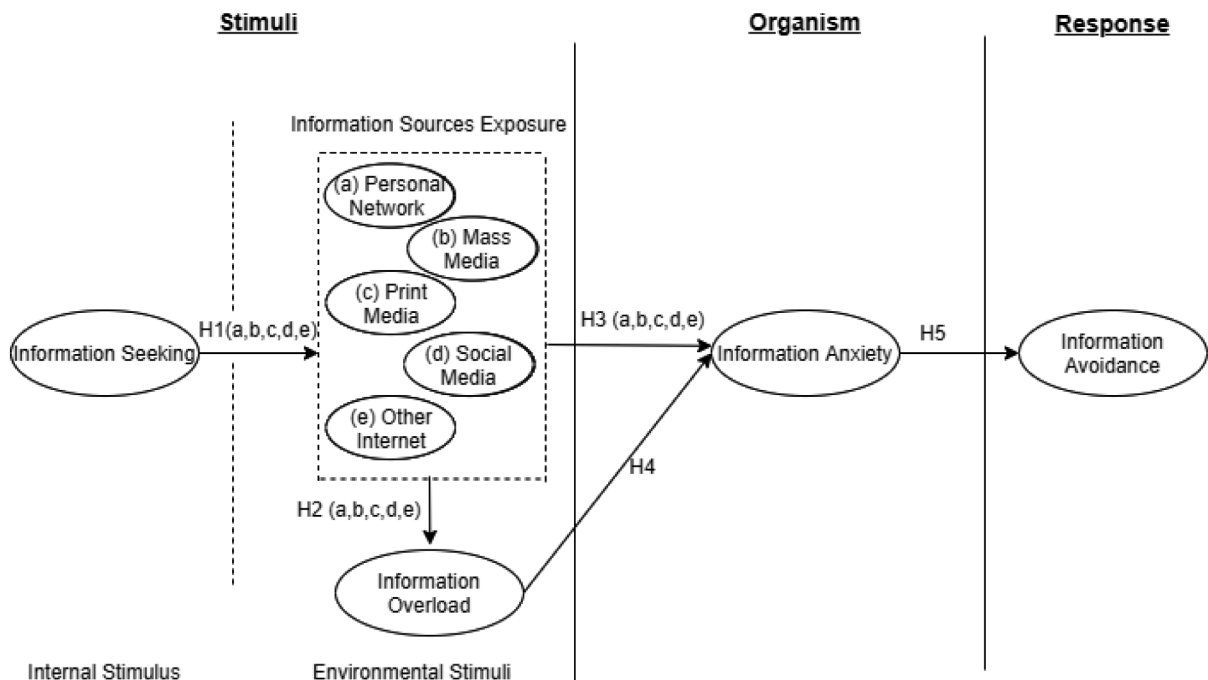 Stimuli
Organism
Response
Information Sources Exposure
(a) Personal
Network
(b) Mass
Media
(c) Print
Media
(d) Social
Media
(e) Other
Internet
H1(a,b,c,d,e)
Information Seeking
H3 (a,b,c,d,e)
Information Anxiety
H5
Information
Avoidance
H4
H2 (a,b,c,d,e)
Information
Overload
Internal Stimulus
Environmental Stimuli